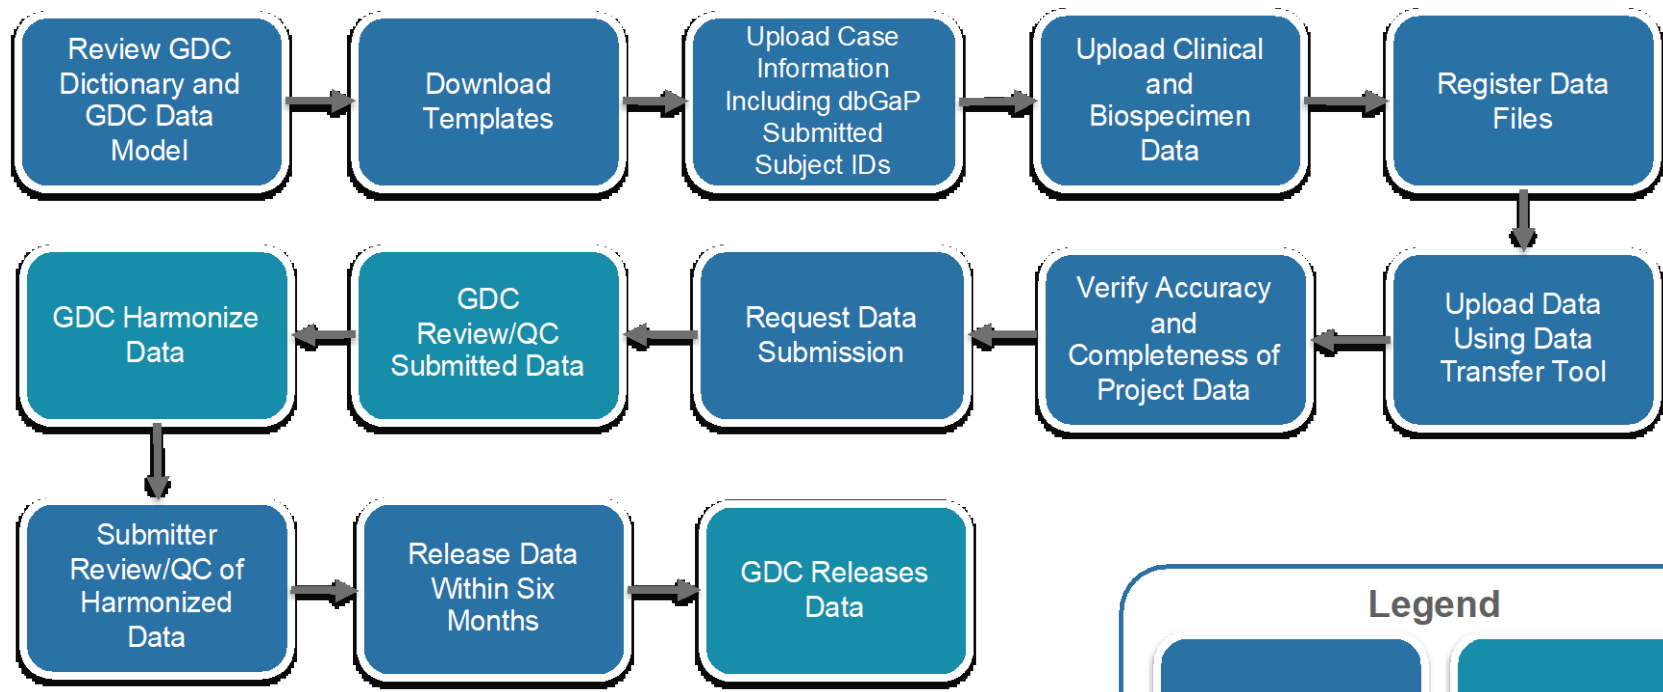 Review GDC
Dictionary and
GDC Data
Model
Download
Templates
Upload Case
Information
Including dbGaP
Submitted
Subject IDs
Upload Clinical
and
Biospecimen
Data
Register Data
Files
Upload Data
Using Data
Transfer Tool
Verify Accuracy
and
Completeness of
Project Data
Request Data
Submission
GDC
Review/QC
Submitted Data
GDC Harmonize
Data
Submitter
Review/QC of
Harmonized
Data
Release Data
Within Six
Months
GDC Releases
Data
Legend